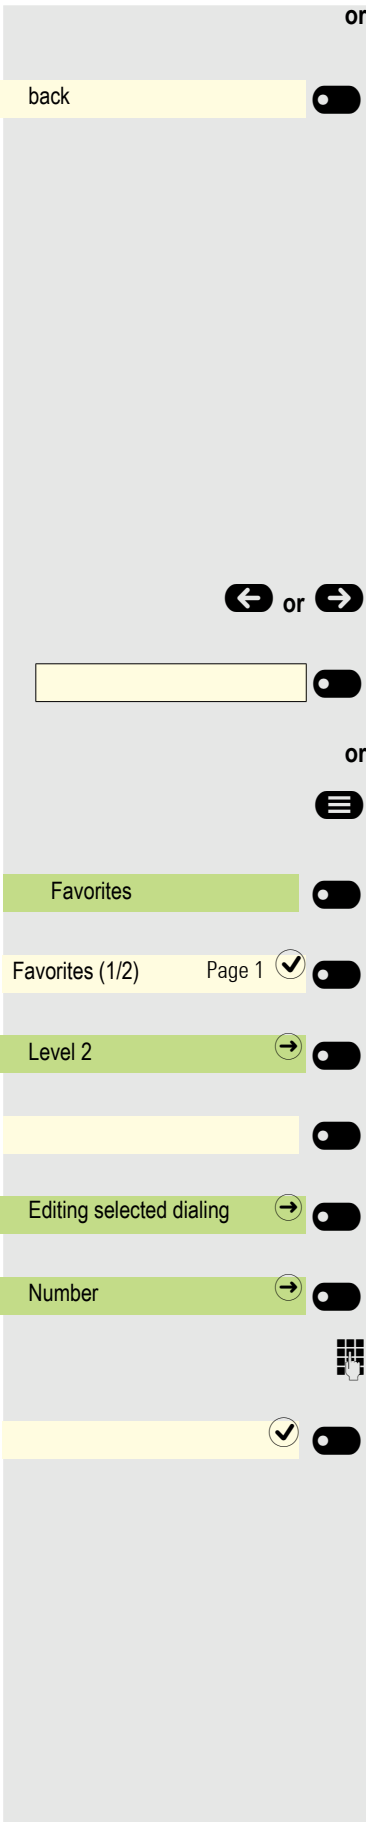 or
back
or
or
Favorites
Favorites (1/2) Page 1
Level 2
Editing selected dialing
Number